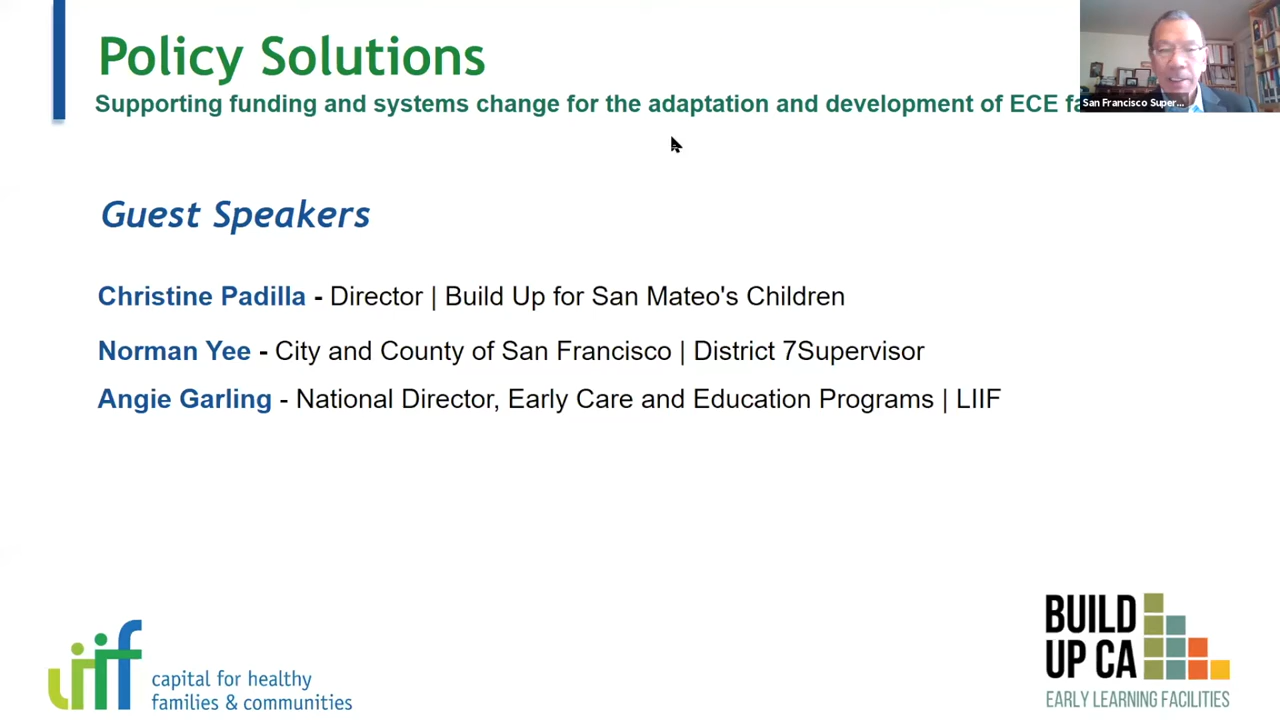 Policy Solutions
Supporting funding and systems change for the adaptation and development of ECE
San Francisco Super...
Guest Speakers
Christine Padilla - Director | Build Up for San Mateo's Children
Norman Yee - City and County of San Francisco | District 7Supervisor
Angie Garling - National Director, Early Care and Education Programs | LIIF
liif
capital for healthy
families & communities
BUILD
UP CA
EARLY LEARNING FACILITIES